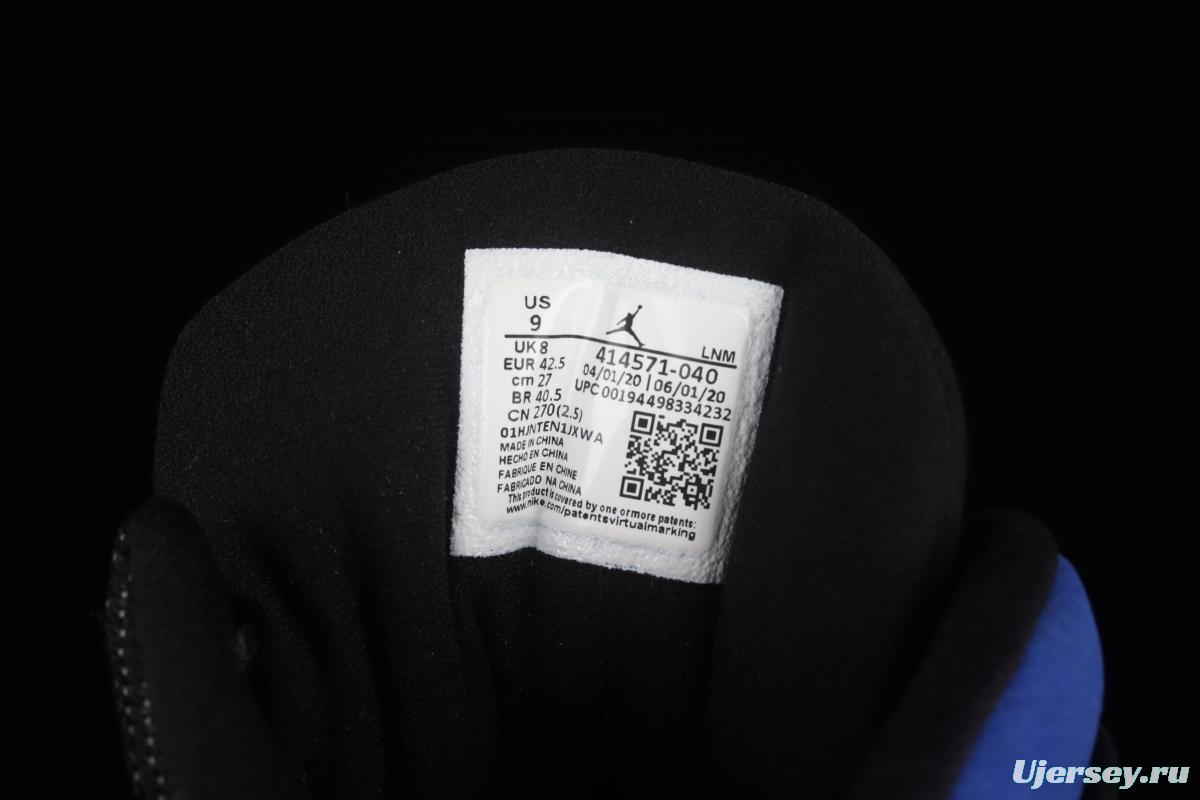 US
9
LNM
UK 8
EUR 42.5
cm 27
BR 40.5
CN 270 (2.5)
414571-040
04/01/20 | 06/01/20
UPC 00194498334232
01HJNTEN1JXWA
MADE IN CHINA
HECHO EN CHINA
FABRIQUE EN CHINE
FABRICADO NA CHINA
This product is covered by one or more patents:
www.nike.com/patentsvirtualmarking
Ujersey.ru